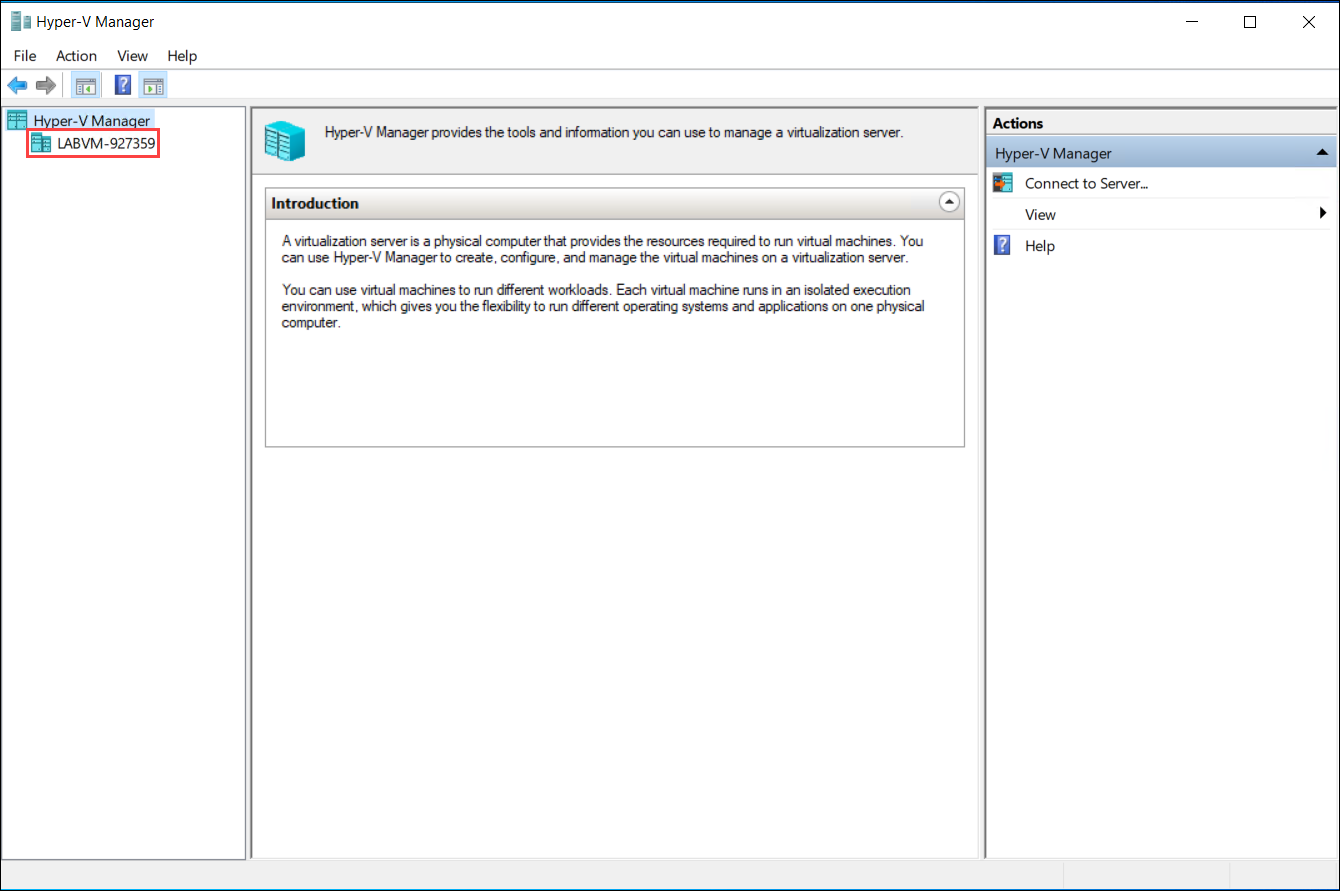 Hyper-V Manager
File Action View Help
Hyper-V Manager
LABVM-927359
Hyper-V Manager provides the tools and information you can use to manage a virtualization server.
Introduction
A virtualization server is a physical computer that provides the resources required to run virtual machines. You
can use Hyper-V Manager to create, configure, and manage the virtual machines on a virtualization server.
You can use virtual machines to run different workloads. Each virtual machine runs in an isolated execution
environment, which gives you the flexibility to run different operating systems and applications on one physical
computer.
Actions
Hyper-V Manager
Connect to Server...
View
Help